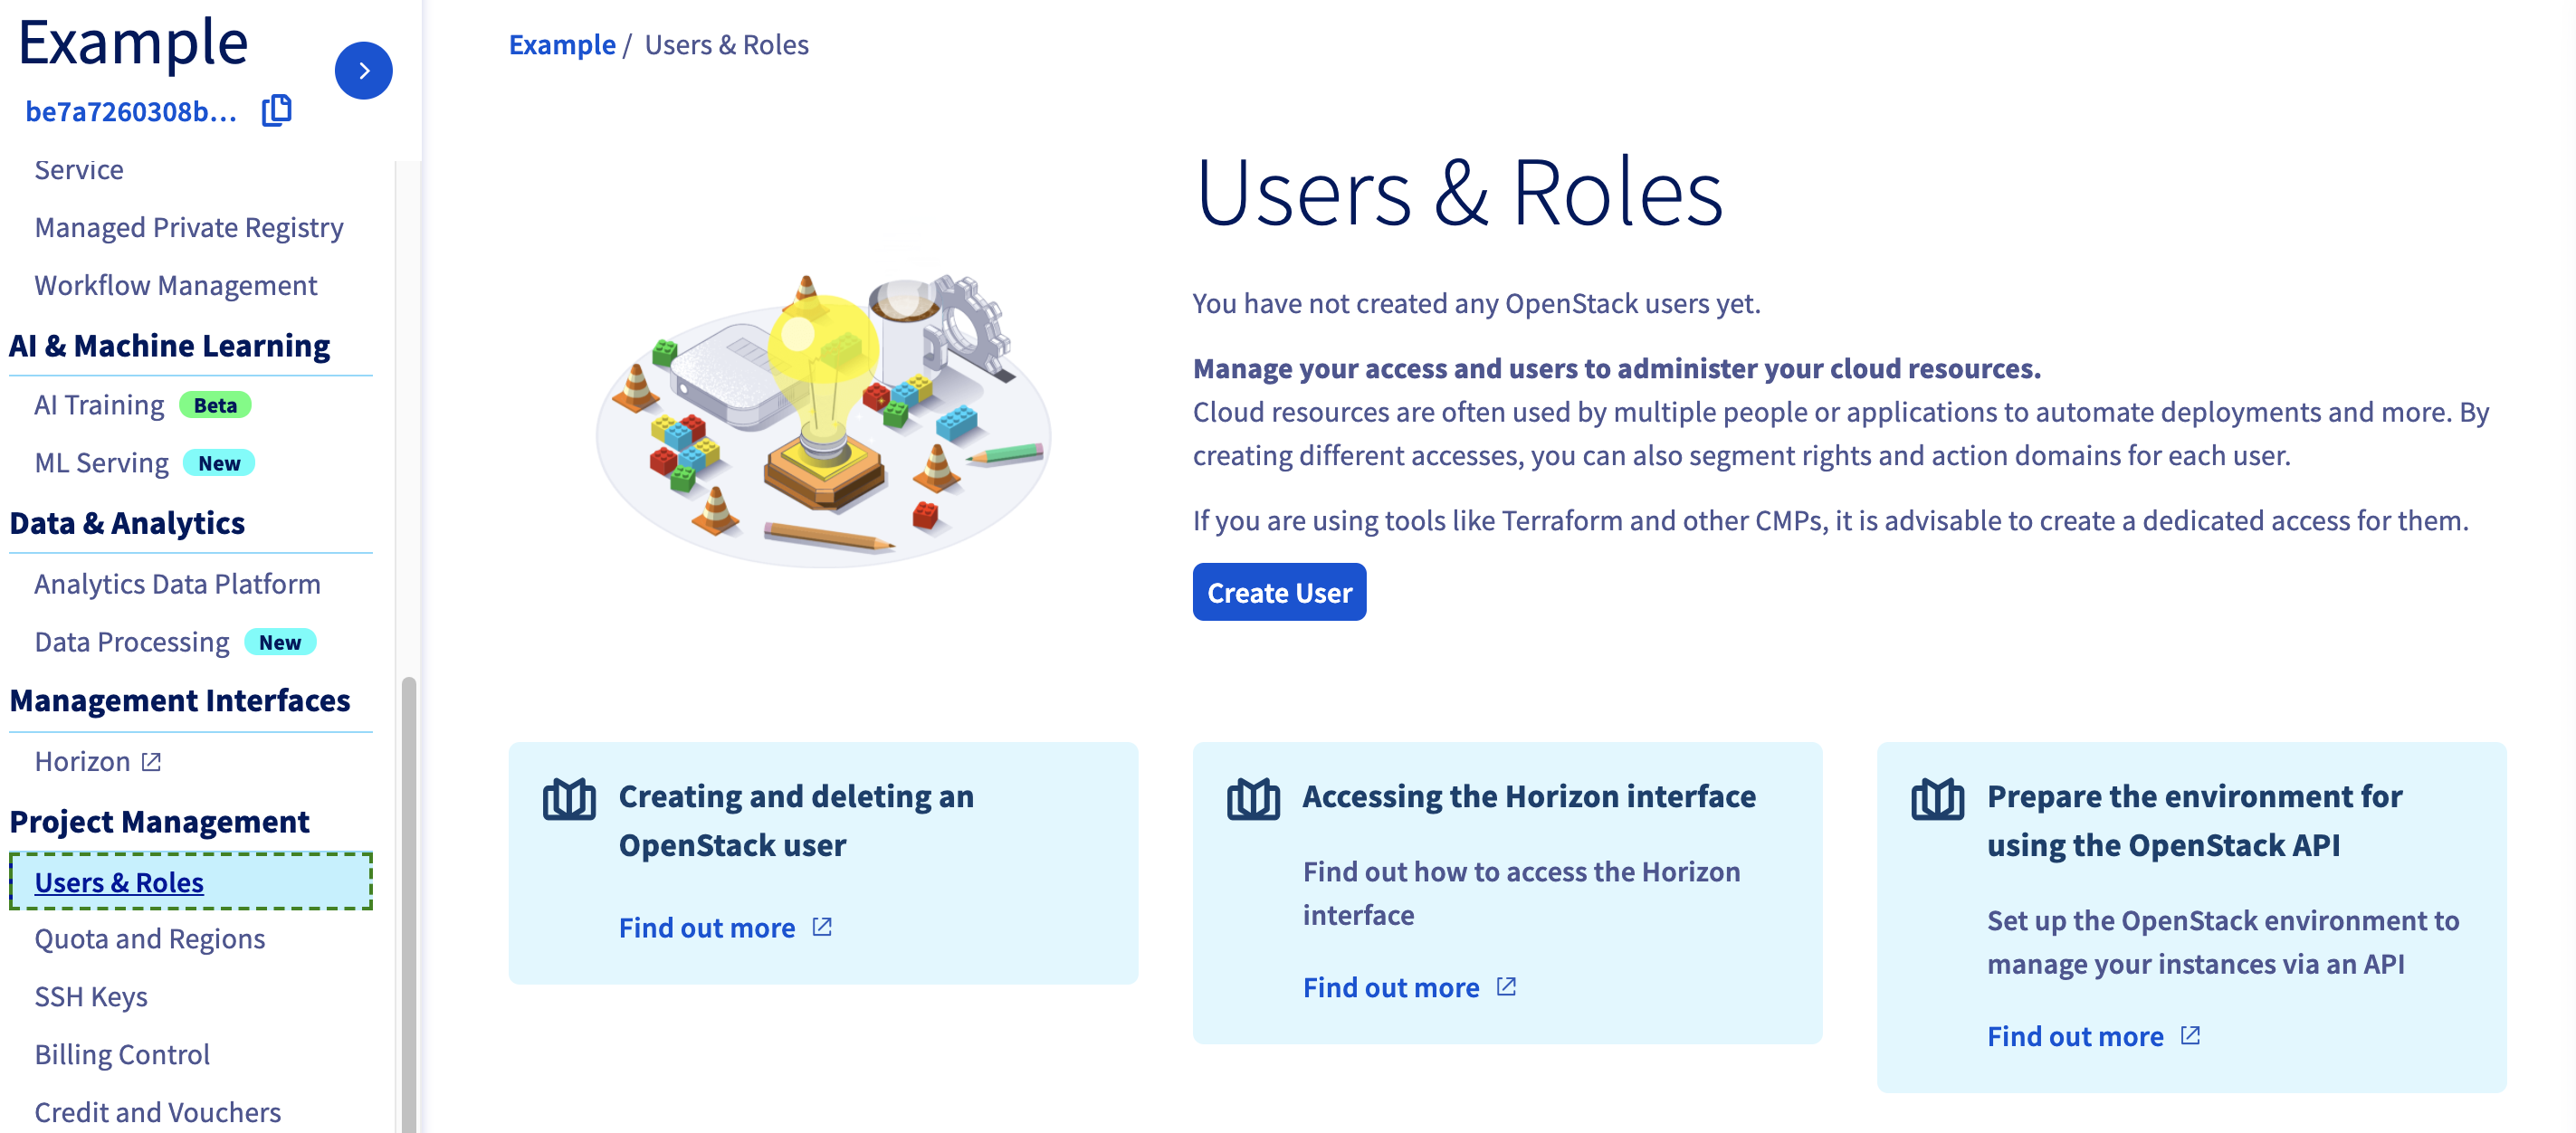 Example
be7a7260308b...
Service
Managed Private Registry
Workflow Management
AI & Machine Learning
AI Training Beta
ML Serving New
Data & Analytics
Analytics Data Platform
Data Processing New
Management Interfaces
Horizon
Project Management
Users & Roles
Quota and Regions
SSH Keys
Billing Control
Credit and Vouchers
Example / Users & Roles
Users & Roles
You have not created any OpenStack users yet.
Manage your access and users to administer your cloud resources.
Cloud resources are often used by multiple people or applications to automate deployments and more. By
creating different accesses, you can also segment rights and action domains for each user.
If you are using tools like Terraform and other CMPs, it is advisable to create a dedicated access for them.
Create User
Creating and deleting an
OpenStack user
Find out more
Accessing the Horizon interface
Find out how to access the Horizon
interface
Find out more
Prepare the environment for
using the OpenStack API
Set up the OpenStack environment to
manage your instances via an API
Find out more